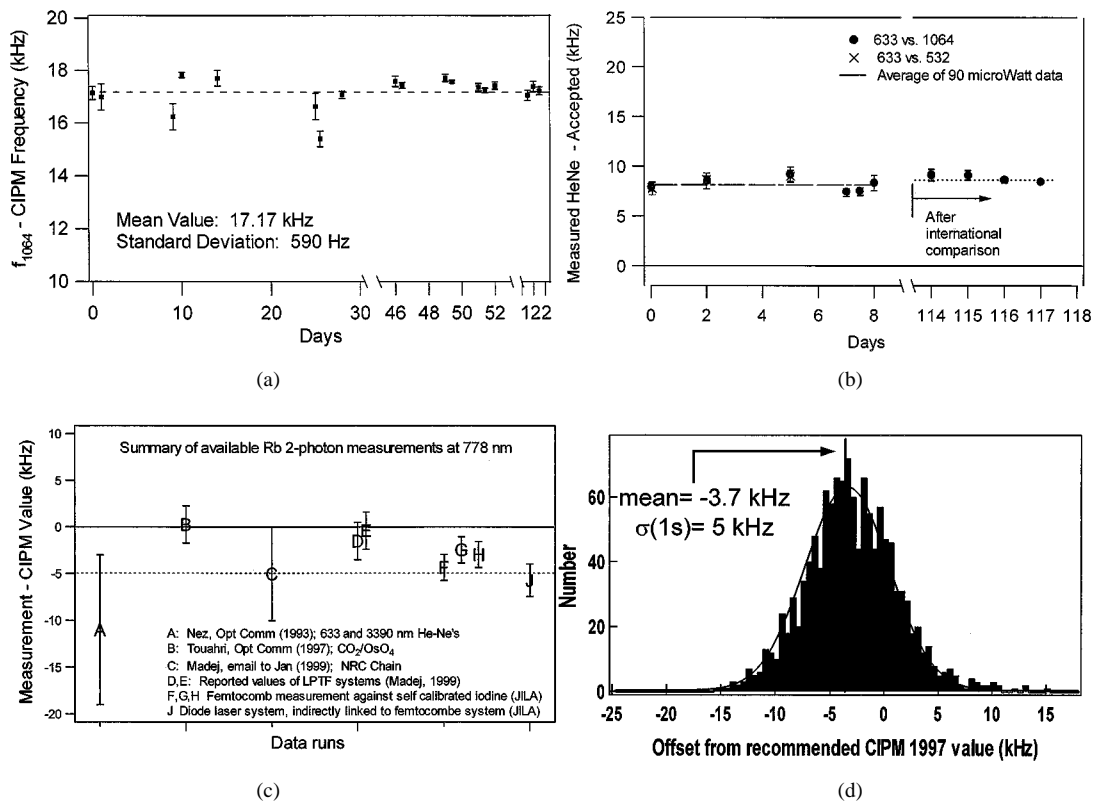 20
18
16
14
12
10
f1064 - CIPM Frequency (kHz)
Mean Value: 17.17 kHz
Standard Deviation: 590 Hz
0 10 20 30 46 48 50 52 122
Days
(a)
25
20
15
10
5
0
Measured HeNe - Accepted (kHz)
633 vs. 1064
633 vs. 532
Average of 90 microWatt data
After
international
comparison
0 2 4 6 8 114 115 116 117 118
Days
(b)
10
5
0
-5
-10
-15
-20
Measurement - CIPM Value (kHz)
Summary of available Rb 2-photon measurements at 778 nm
A B C D E F G H J
A: Nez, Opt Comm (1993); 633 and 3390 nm He-Ne's
B: Touahri, Opt Comm (1997); CO2/OsO4
C: Madej, email to Jan (1999); NRC Chain
D,E: Reported values of LPTF systems (Madej, 1999)
F,G,H Femtocomb measurement against self calibrated iodine (JILA)
J Diode laser system, indirectly linked to femtocombe system (JILA)
Data runs
(c)
60
40
20
0
Number
mean= -3.7 kHz
σ(1s)= 5 kHz
-25 -20 -15 -10 -5 0 5 10 15
Offset from recommended CIPM 1997 value (kHz)
(d)